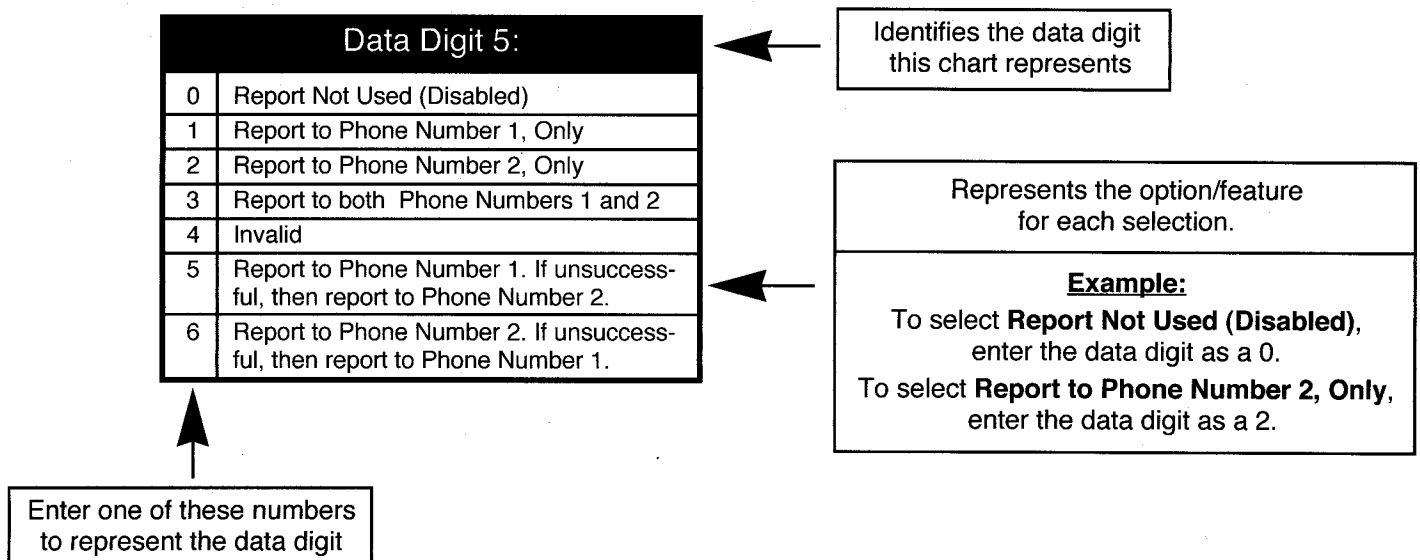 Data Digit 5:
0 Report Not Used (Disabled)
1 Report to Phone Number 1, Only
2 Report to Phone Number 2, Only
3 Report to both Phone Numbers 1 and 2
4 Invalid
5 Report to Phone Number 1. If unsuccess-
ful, then report to Phone Number 2.
6 Report to Phone Number 2. If unsuccess-
ful, then report to Phone Number 1.
Identifies the data digit
this chart represents
Represents the option/feature
for each selection.
Example:
To select Report Not Used (Disabled),
enter the data digit as a 0.
To select Report to Phone Number 2, Only,
enter the data digit as a 2.
Enter one of these numbers
to represent the data digit